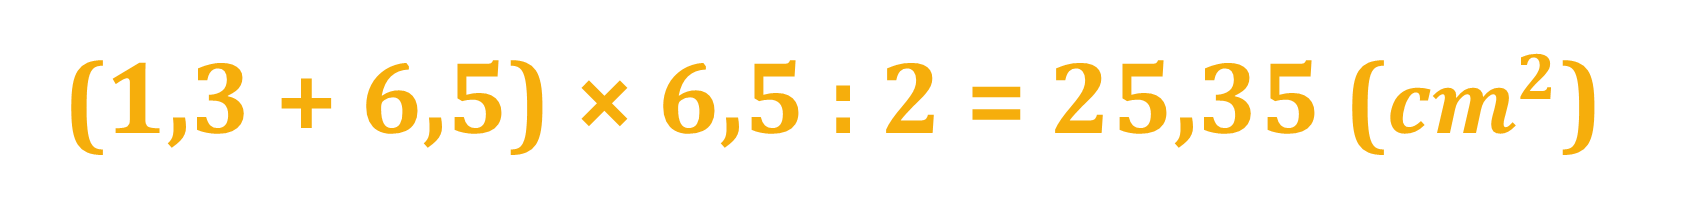 (1,3 + 6,5) × 6,5 : 2 = 25,35 (cm²)